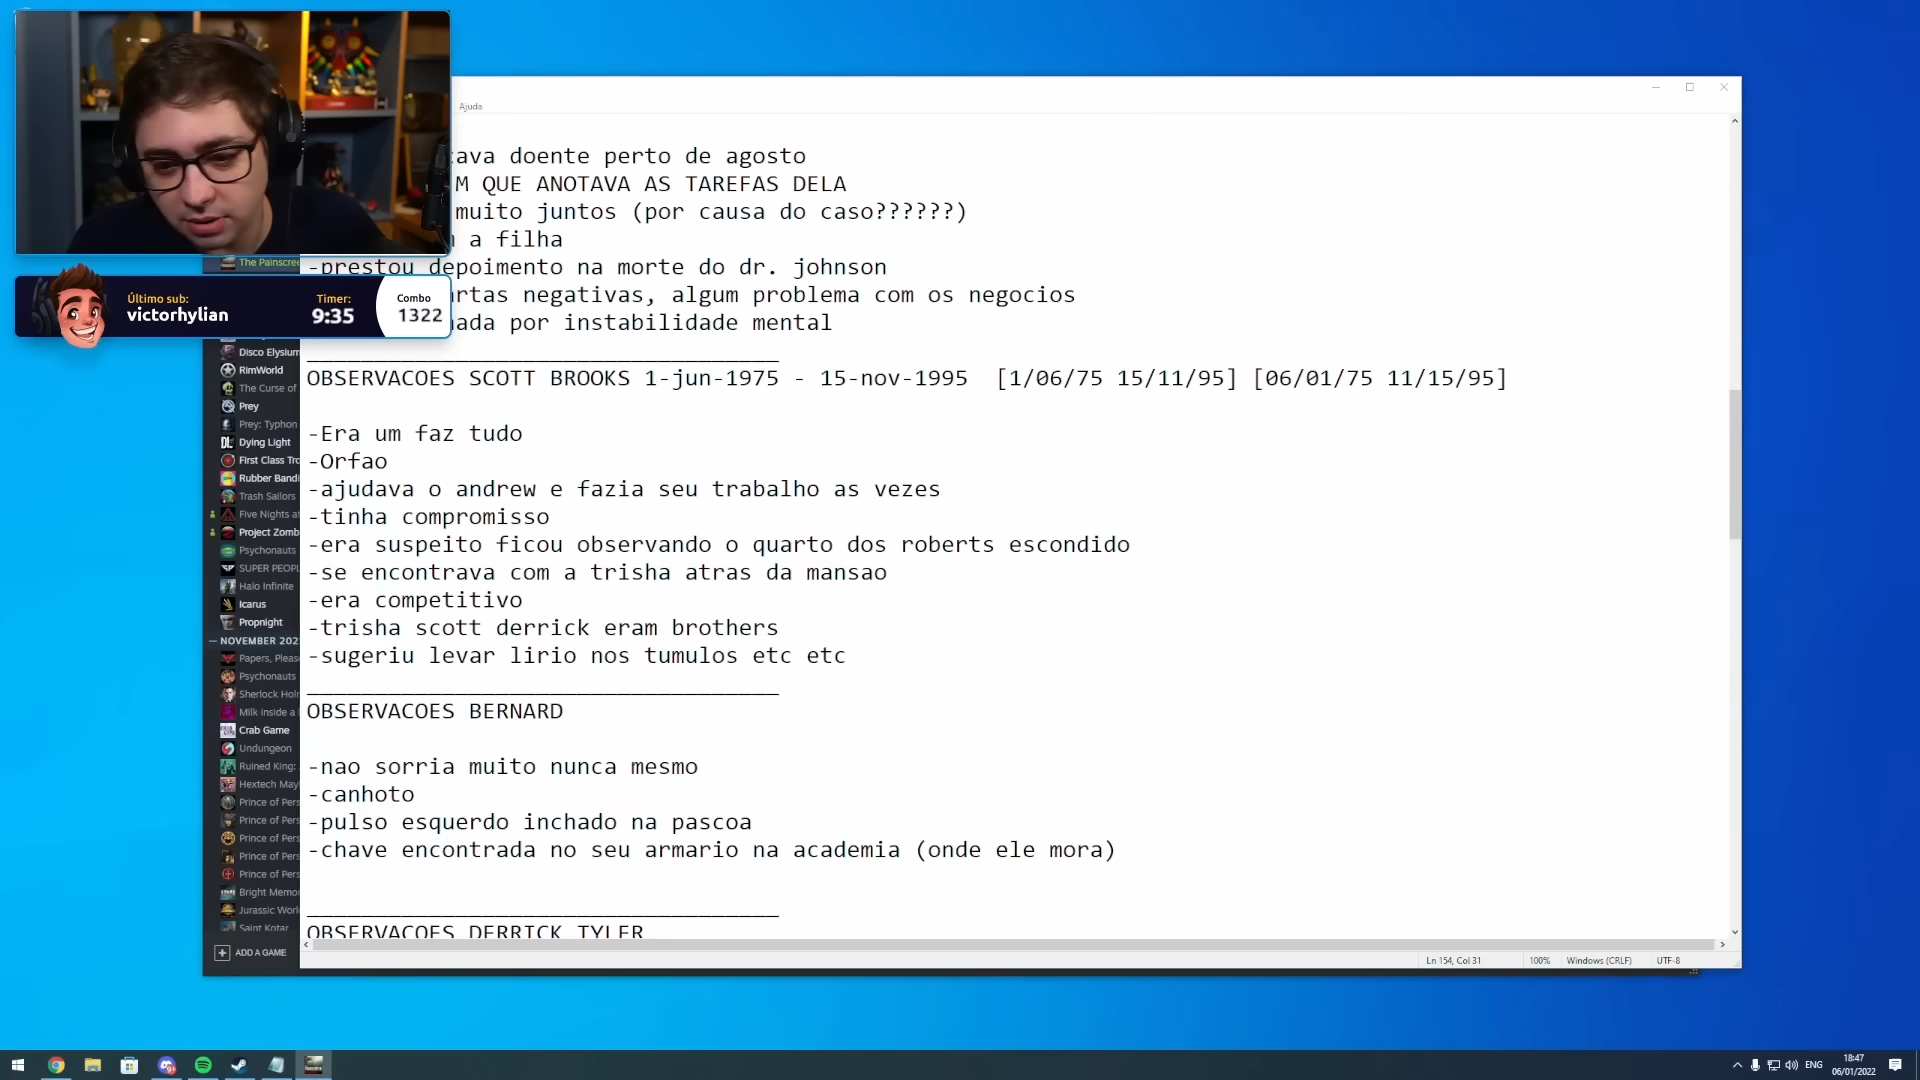 Ajuda
ava doente perto de agosto
M QUE ANOTAVA AS TAREFAS DELA
muito juntos (por causa do caso??????)
a filha
The Painscre
-prestou depoimento na morte do dr. johnson
rtas negativas, algum problema com os negocios
ada por instabilidade mental
Último sub:
victorhylian
Timer:
9:35
Combo
1322
OBSERVACOES SCOTT BROOKS 1-jun-1975 - 15-nov-1995 [1/06/75 15/11/95] [06/01/75 11/15/95]
-Era um faz tudo
-Orfao
-ajudava o andrew e fazia seu trabalho as vezes
-tinha compromisso
-era suspeito ficou observando o quarto dos roberts escondido
-se encontrava com a trisha atras da mansao
-era competitivo
-trisha scott derrick eram brothers
-sugeriu levar lirio nos tumulos etc etc
OBSERVACOES BERNARD
-nao sorria muito nunca mesmo
-canhoto
-pulso esquerdo inchado na pascoa
-chave encontrada no seu armario na academia (onde ele mora)
OBSERVACOES DERRICK TYLER
Disco Elysium
RimWorld
The Curse of
Prey
Prey: Typhon
Dying Light
First Class Tro
Rubber Bandi
Trash Sailors
Five Nights at
Project Zomb
Psychonauts
SUPER PEOPL
Halo Infinite
Icarus
Propnight
— NOVEMBER 202
Papers, Pleas
Psychonauts
Sherlock Holm
Milk inside a
Crab Game
Undungeon
Ruined King:
Hextech May
Prince of Pers
Prince of Pers
Prince of Pers
Prince of Pers
Prince of Pers
Bright Memor
Jurassic Worl
Saint Kotar
ADD A GAME
Ln 154, Col 31
100%
Windows (CRLF)
UTF-8
ENG
18:47
06/01/2022